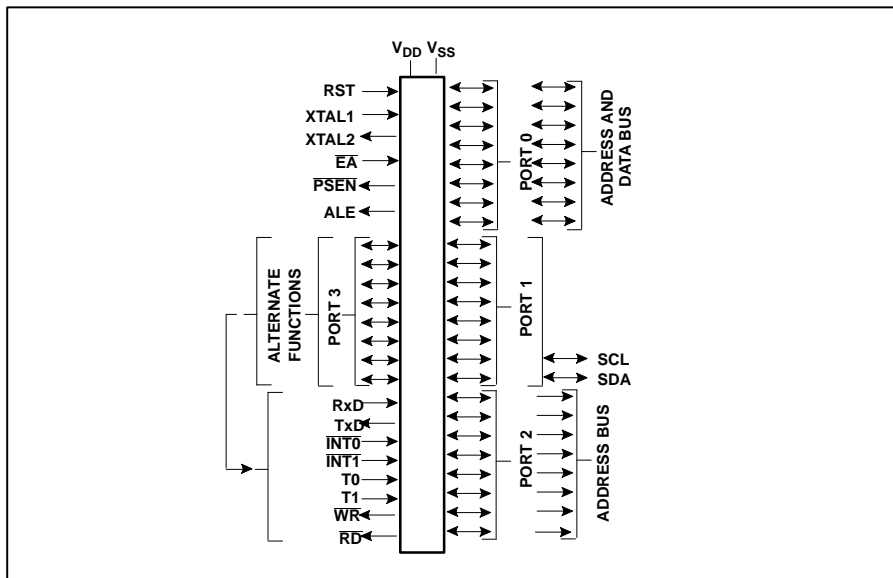 VDD VSS
RST
XTAL1
XTAL2
EA
PSEN
ALE
PORT 0
ADDRESS AND
DATA BUS
ALTERNATE
FUNCTIONS
PORT 3
PORT 1
SCL
SDA
RxD
TxD
INT0
INT1
T0
T1
WR
RD
PORT 2
ADDRESS BUS